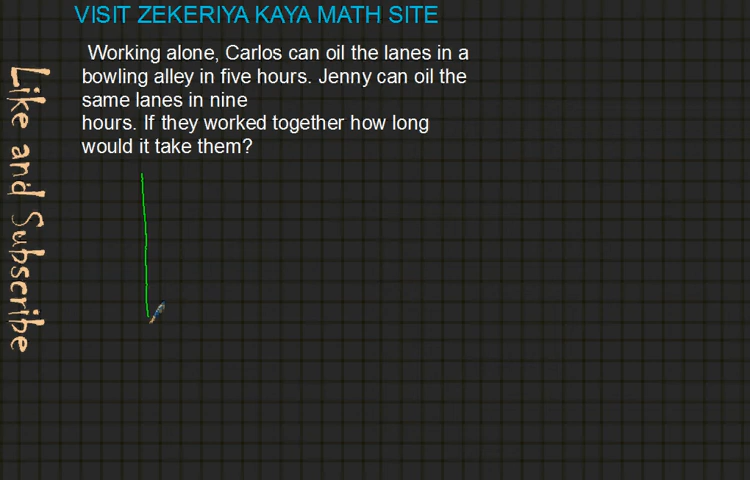 VISIT ZEKERIYA KAYA MATH SITE
Working alone, Carlos can oil the lanes in a
bowling alley in five hours. Jenny can oil the
same lanes in nine
hours. If they worked together how long
would it take them?
Like and Subscribe